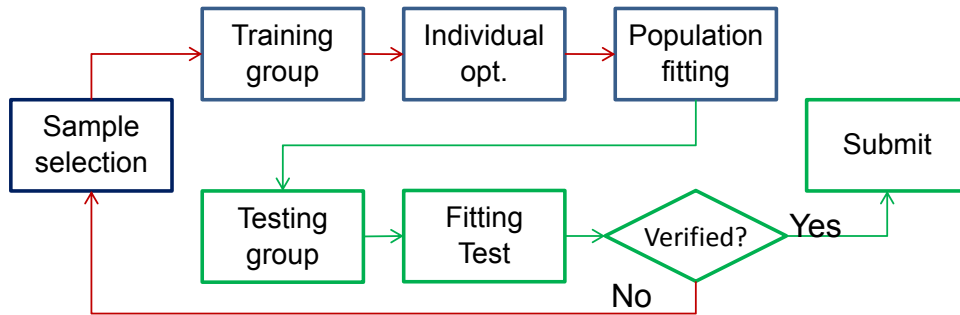 Training
group
Individual
opt.
Population
fitting
Sample
selection
Submit
Testing
group
Fitting
Test
Verified?
Yes
No